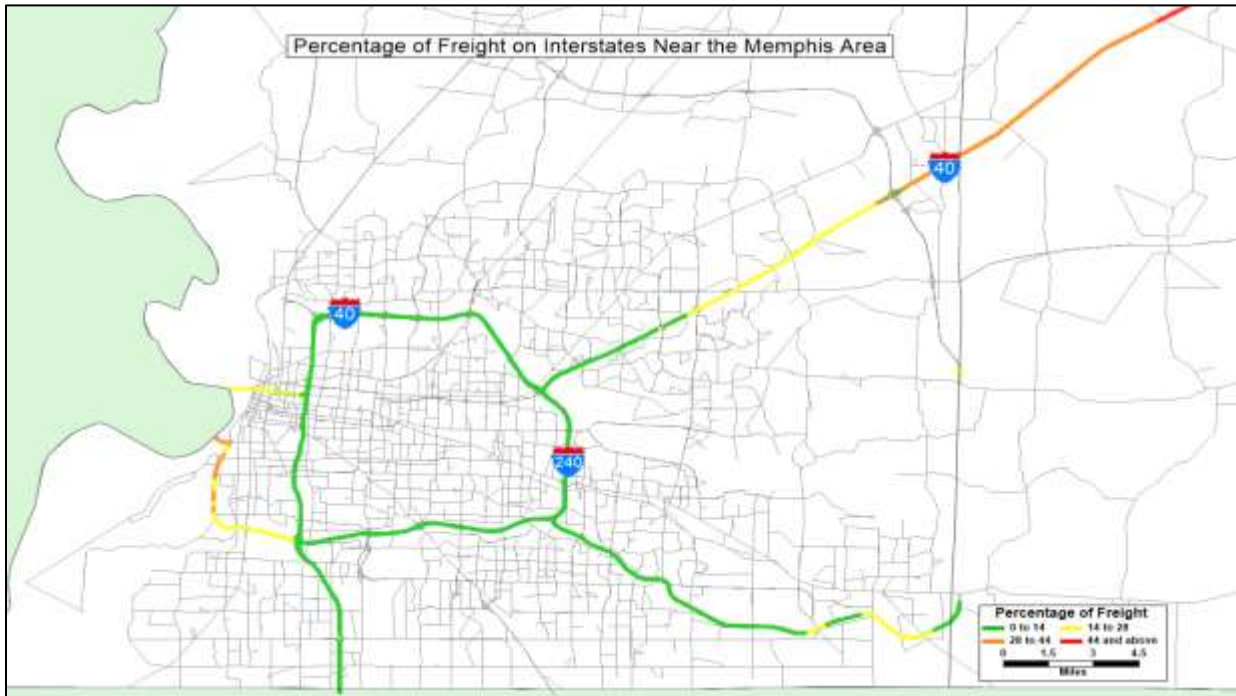 Percentage of Freight on Interstates Near the Memphis Area
40
40
240
Percentage of Freight
0 to 14 14 to 28
28 to 44 44 and above
0 1.5 3 4.5
Miles